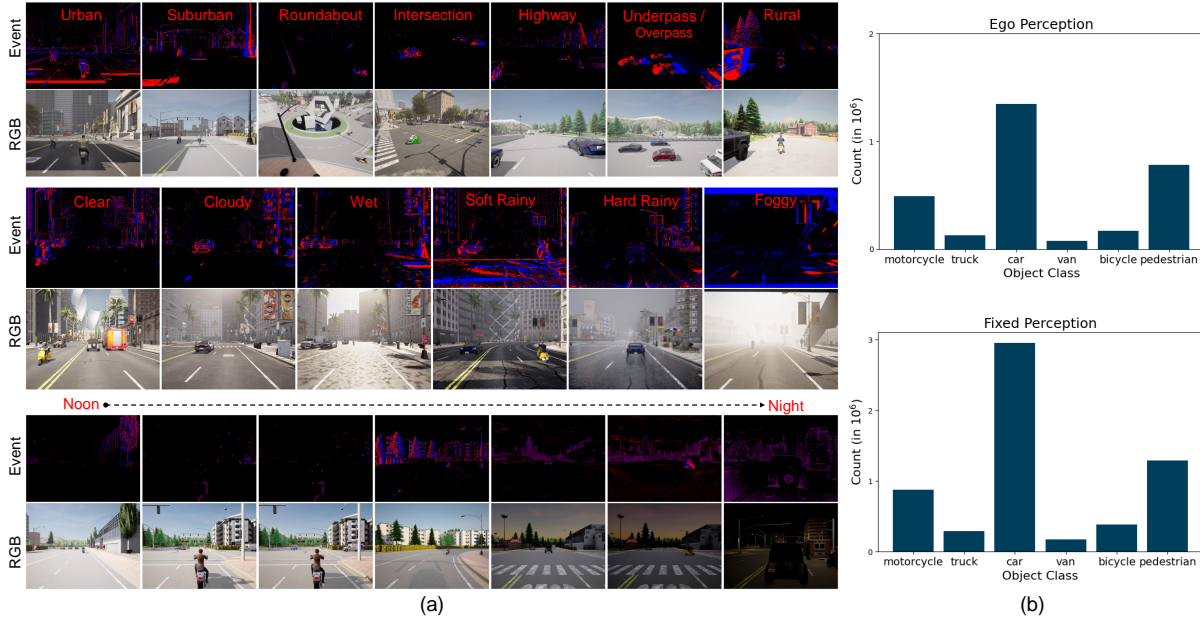 Event
Urban
Suburban
Roundabout
Intersection
Highway
Underpass /
Overpass
Rural
RGB
Event
Clear
Cloudy
Wet
Soft Rainy
Hard Rainy
Foggy
RGB
Noon
Night
Event
RGB
(a)
Ego Perception
Count (in 10⁶)
2
1
0
motorcycle truck car van bicycle pedestrian
Object Class
Fixed Perception
Count (in 10⁶)
3
2
1
0
motorcycle truck car van bicycle pedestrian
Object Class
(b)